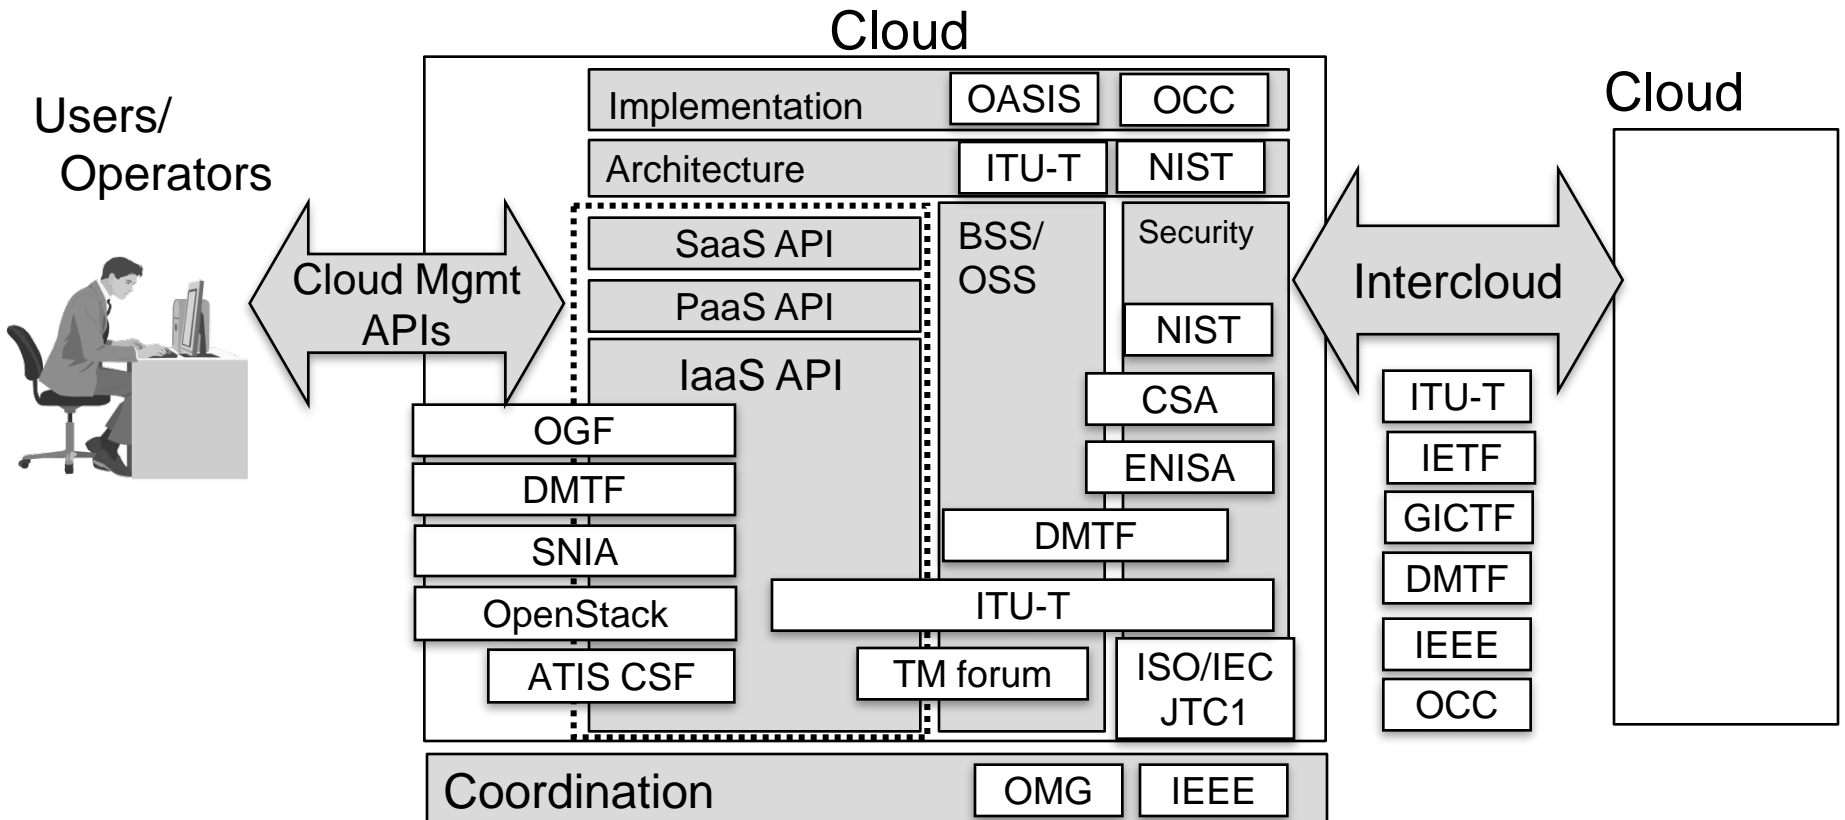 Cloud
Users/
Operators
Cloud Mgmt
APIs
Implementation
OASIS
OCC
Architecture
ITU-T
NIST
SaaS API
PaaS API
IaaS API
BSS/
OSS
Security
NIST
CSA
ENISA
OGF
DMTF
SNIA
OpenStack
ATIS CSF
DMTF
ITU-T
TM forum
ISO/IEC
JTC1
Coordination
OMG
IEEE
Intercloud
ITU-T
IETF
GICTF
DMTF
IEEE
OCC
Cloud